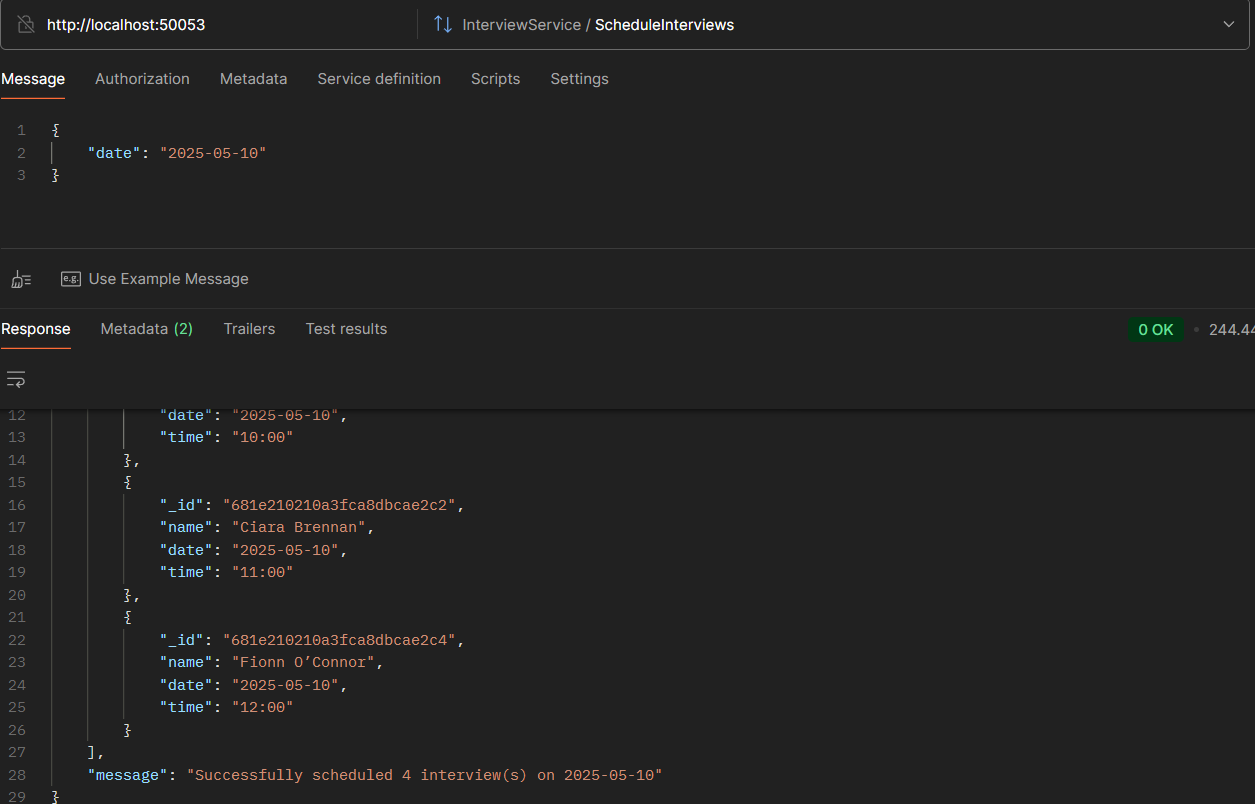 http://localhost:50053 InterviewService / ScheduleInterviews
Message Authorization Metadata Service definition Scripts Settings
1 {
2 "date": "2025-05-10"
3 }
e.g. Use Example Message
Response Metadata (2) Trailers Test results 0 OK • 244.44
12 "date": "2025-05-10",
13 "time": "10:00"
14 },
15 {
16 "_id": "681e210210a3fca8dbcae2c2",
17 "name": "Ciara Brennan",
18 "date": "2025-05-10",
19 "time": "11:00"
20 },
21 {
22 "_id": "681e210210a3fca8dbcae2c4",
23 "name": "Fionn O’Connor",
24 "date": "2025-05-10",
25 "time": "12:00"
26 }
27 ],
28 "message": "Successfully scheduled 4 interview(s) on 2025-05-10"
29 }